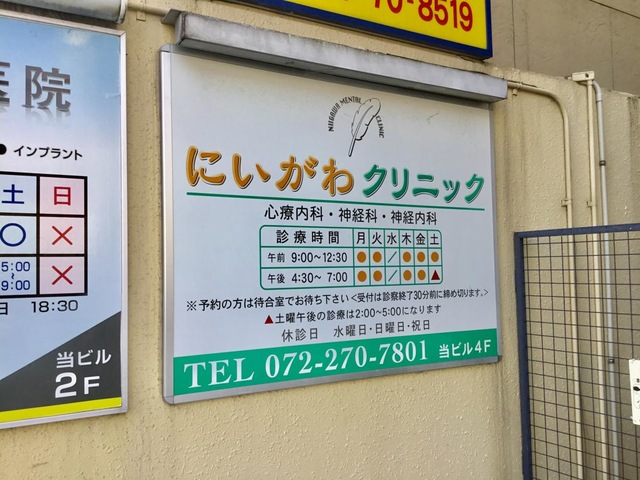 70-8519
医院
インプラント
土 日
〇 ×
5:00
9:00 ×
日 18:30
当ビル
2F
NIIGAWA MENTAL CLINIC
にいがわクリニック
心療内科・神経科・神経内科
診療時間 月 火 水 木 金 土
午前 9:00~12:30 ● ● / ● ● ●
午後 4:30~ 7:00 ● ● / ● ● ▲
※予約の方は待合室でお待ち下さい<受付は診察終了30分前に締め切ります。>
▲土曜午後の診療は2:00~5:00になります
休診日 水曜日・日曜日・祝日
TEL 072-270-7801 当ビル4F